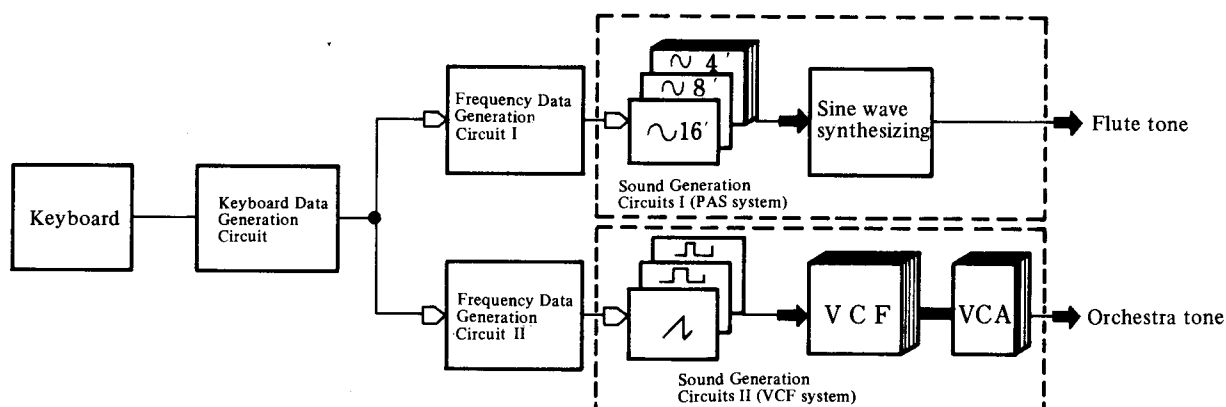 Keyboard
Keyboard Data
Generation
Circuit
Frequency Data
Generation
Circuit I
4'
8'
16'
Sine wave
synthesizing
Flute tone
Sound Generation
Circuits I (PAS system)
Frequency Data
Generation
Circuit II
VCF
VCA
Orchestra tone
Sound Generation
Circuits II (VCF system)